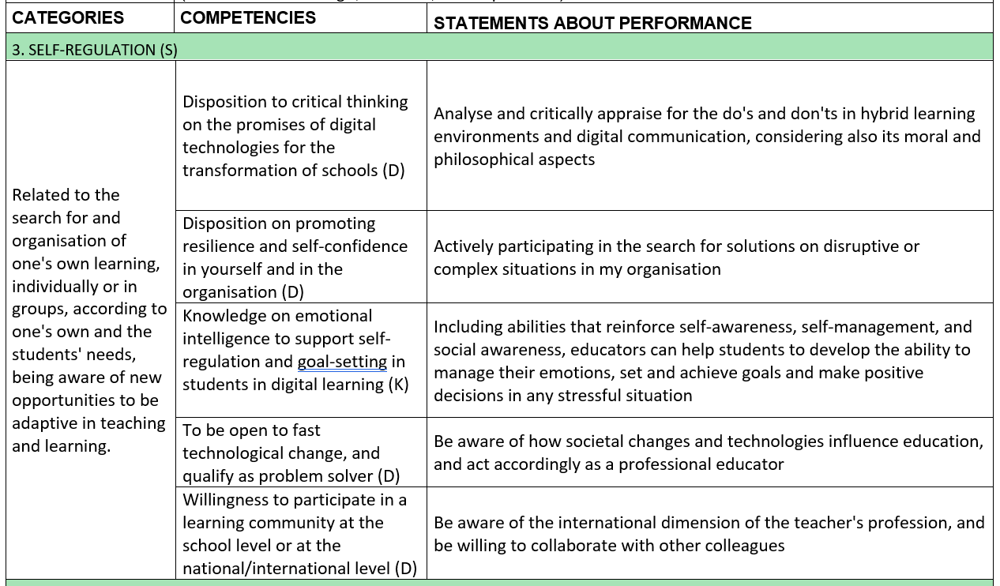 CATEGORIES
COMPETENCIES
STATEMENTS ABOUT PERFORMANCE
3. SELF-REGULATION (S)
Related to the
search for and
organisation of
one's own learning,
individually or in
groups, according to
one's own and the
students' needs,
being aware of new
opportunities to be
adaptive in teaching
and learning.
Disposition to critical thinking
on the promises of digital
technologies for the
transformation of schools (D)
Analyse and critically appraise for the do's and don'ts in hybrid learning
environments and digital communication, considering also its moral and
philosophical aspects
Disposition on promoting
resilience and self-confidence
in yourself and in the
organisation (D)
Actively participating in the search for solutions on disruptive or
complex situations in my organisation
Knowledge on emotional
intelligence to support self-
regulation and goal-setting in
students in digital learning (K)
Including abilities that reinforce self-awareness, self-management, and
social awareness, educators can help students to develop the ability to
manage their emotions, set and achieve goals and make positive
decisions in any stressful situation
To be open to fast
technological change, and
qualify as problem solver (D)
Be aware of how societal changes and technologies influence education,
and act accordingly as a professional educator
Willingness to participate in a
learning community at the
school level or at the
national/international level (D)
Be aware of the international dimension of the teacher's profession, and
be willing to collaborate with other colleagues